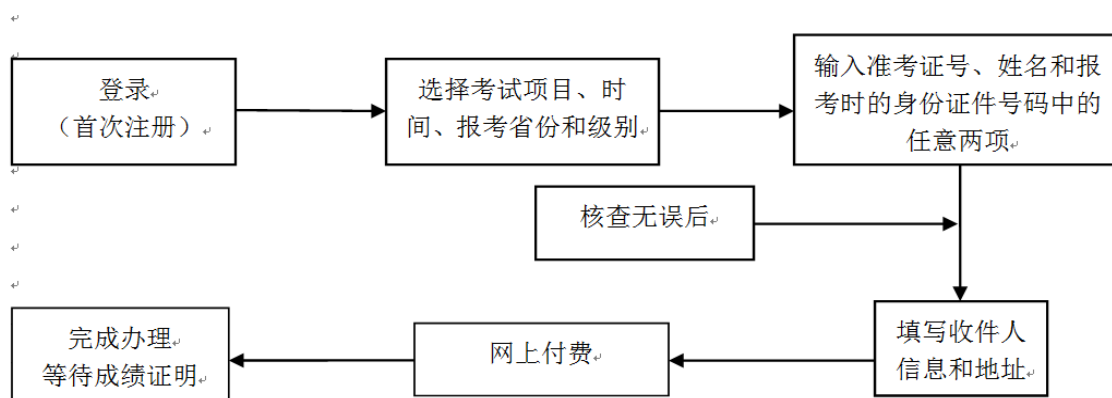 登录
（首次注册）
选择考试项目、时
间、报考省份和级别
输入准考证号、姓名和报
考时的身份证件号码中的
任意两项
核查无误后
填写收件人
信息和地址
网上付费
完成办理
等待成绩证明